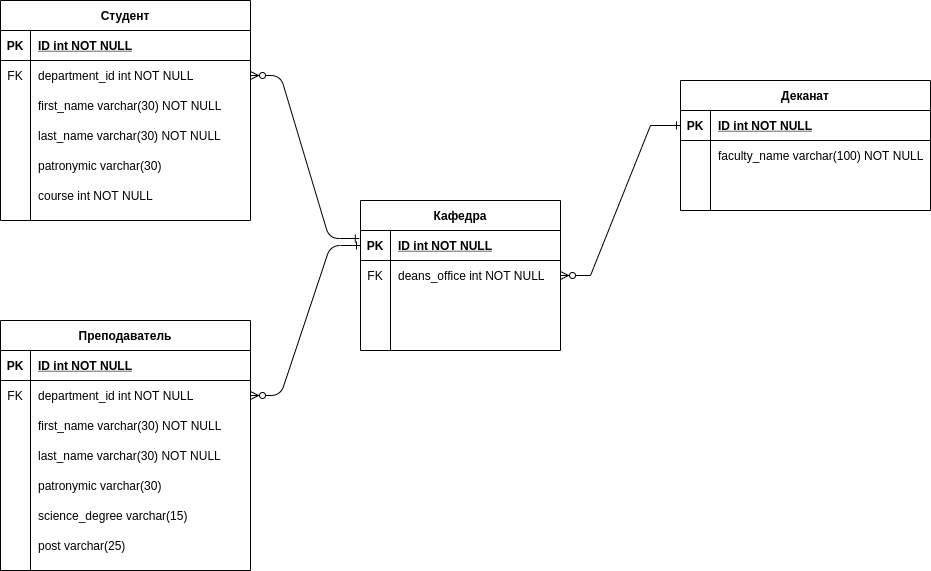 Студент
PK ID int NOT NULL
FK department_id int NOT NULL
first_name varchar(30) NOT NULL
last_name varchar(30) NOT NULL
patronymic varchar(30)
course int NOT NULL
Преподаватель
PK ID int NOT NULL
FK department_id int NOT NULL
first_name varchar(30) NOT NULL
last_name varchar(30) NOT NULL
patronymic varchar(30)
science_degree varchar(15)
post varchar(25)
Кафедра
PK ID int NOT NULL
FK deans_office int NOT NULL
Деканат
PK ID int NOT NULL
faculty_name varchar(100) NOT NULL